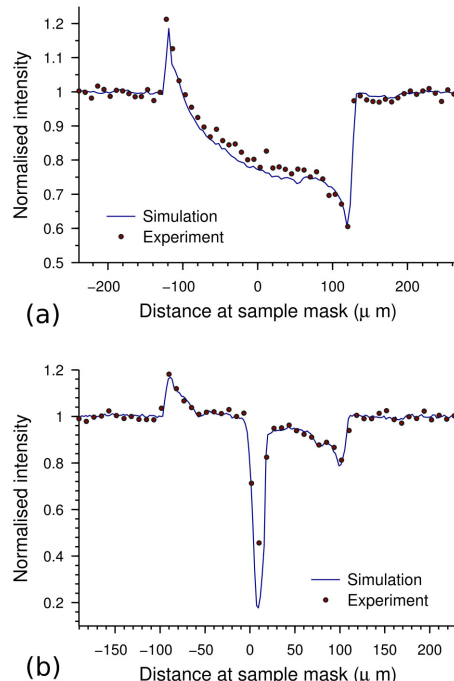 1.2
1.1
1
0.9
0.8
0.7
0.6
0.5
Normalised intensity
Simulation
Experiment
−200 −100 0 100 200
Distance at sample mask (μ m)
(a)
1.2
1
0.8
0.6
0.4
0.2
Normalised intensity
Simulation
Experiment
−150 −100 −50 0 50 100 150 200
Distance at sample mask (μ m)
(b)